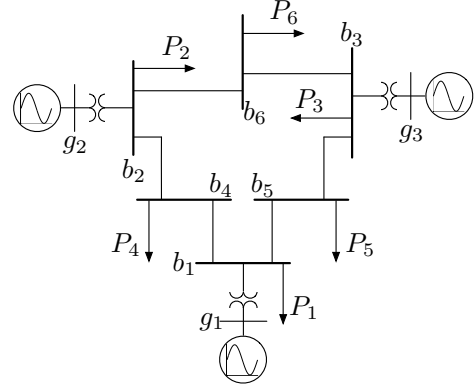 P₆
P₂
b₃
P₃
b₆
g₂
g₃
b₂
b₄
b₅
P₄
P₅
b₁
P₁
g₁